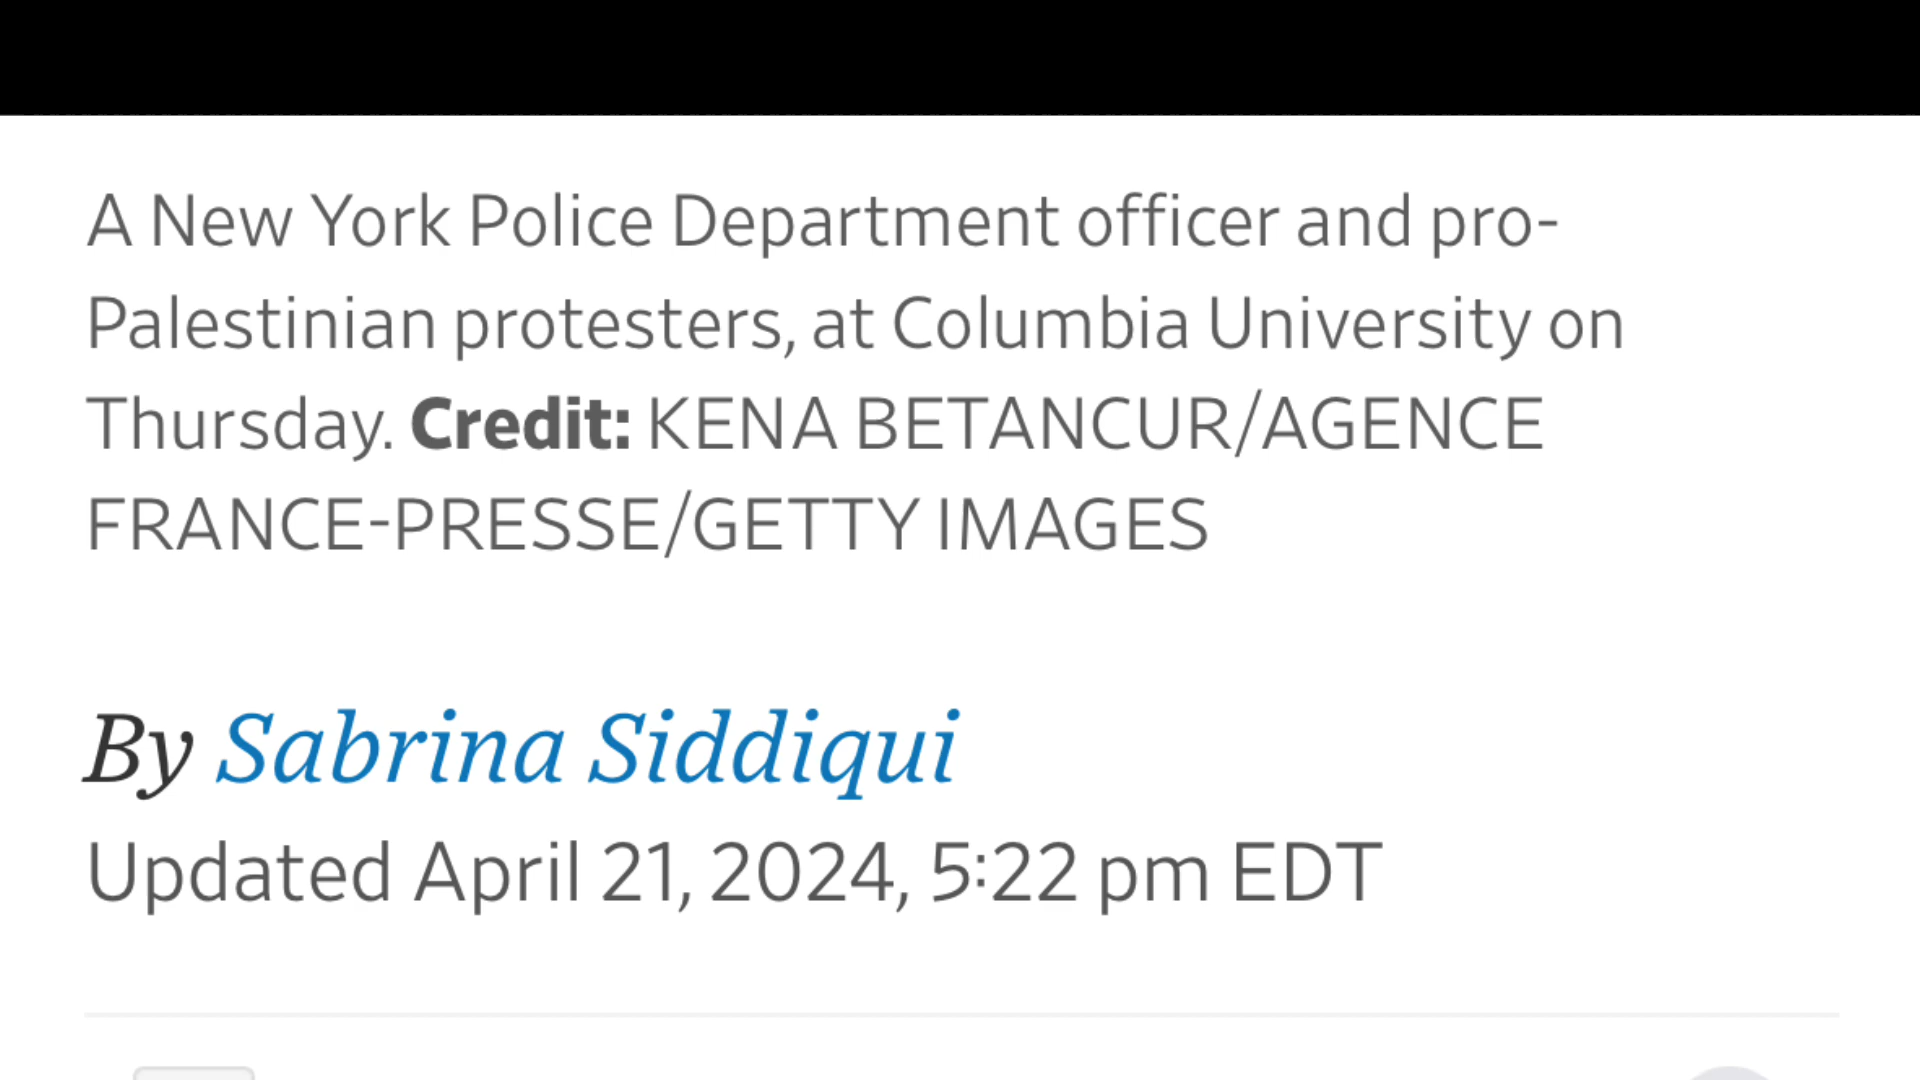 A New York Police Department officer and pro-
Palestinian protesters, at Columbia University on
Thursday. Credit: KENA BETANCUR/AGENCE
FRANCE-PRESSE/GETTY IMAGES
By Sabrina Siddiqui
Updated April 21, 2024, 5:22 pm EDT